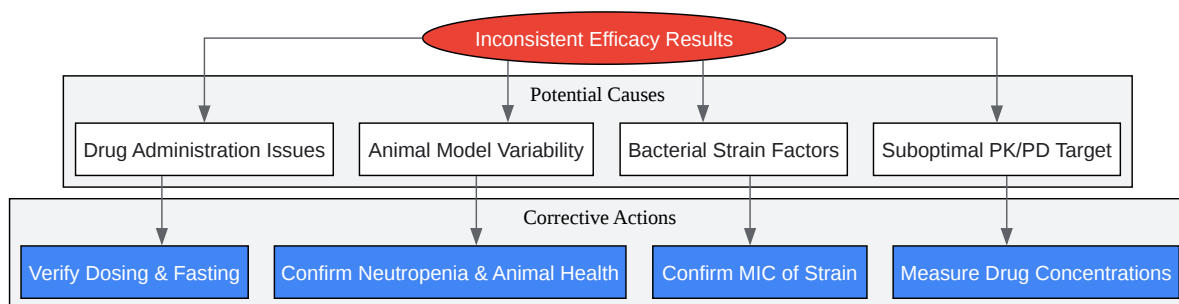 Inconsistent Efficacy Results
Potential Causes
Drug Administration Issues
Animal Model Variability
Bacterial Strain Factors
Suboptimal PK/PD Target
Corrective Actions
Verify Dosing & Fasting
Confirm Neutropenia & Animal Health
Confirm MIC of Strain
Measure Drug Concentrations